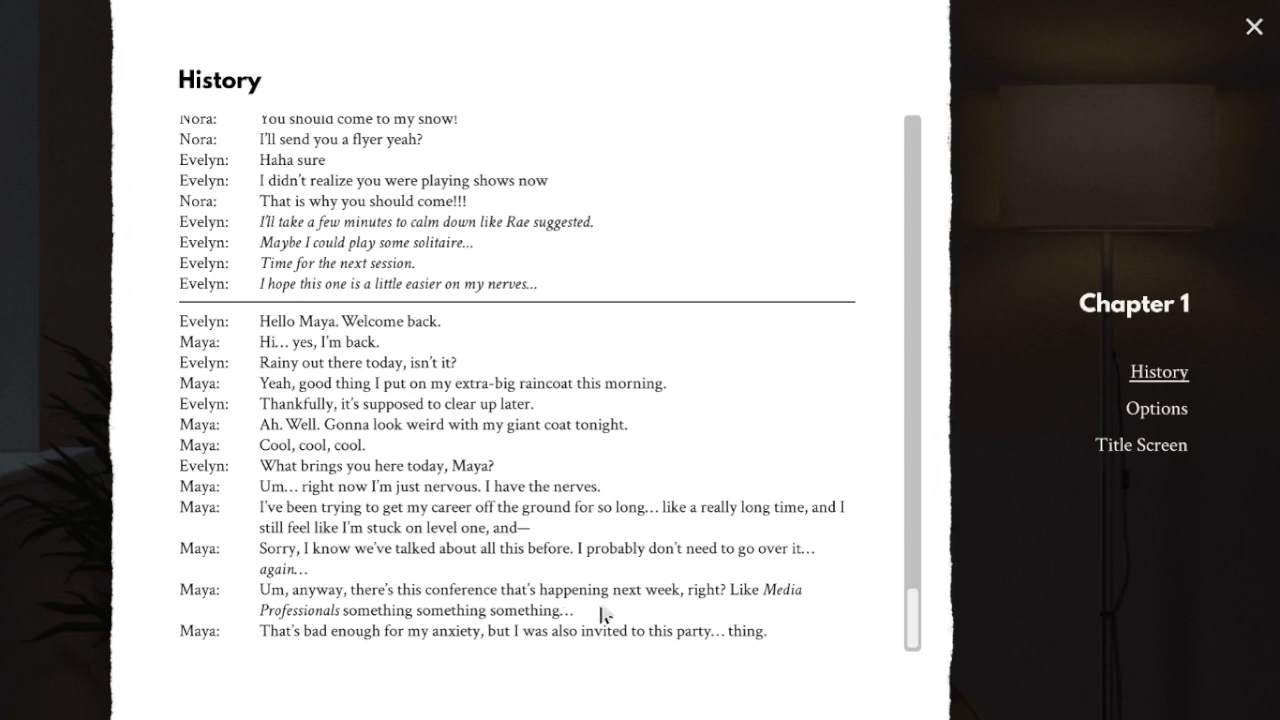 History
Nora: You should come to my show!
Nora: I'll send you a flyer yeah?
Evelyn: Haha sure
Evelyn: I didn't realize you were playing shows now
Nora: That is why you should come!!!
Evelyn: I'll take a few minutes to calm down like Rae suggested.
Evelyn: Maybe I could play some solitaire...
Evelyn: Time for the next session.
Evelyn: I hope this one is a little easier on my nerves...
Evelyn: Hello Maya. Welcome back.
Maya: Hi... yes, I'm back.
Evelyn: Rainy out there today, isn't it?
Maya: Yeah, good thing I put on my extra-big raincoat this morning.
Evelyn: Thankfully, it's supposed to clear up later.
Maya: Ah. Well. Gonna look weird with my giant coat tonight.
Maya: Cool, cool, cool.
Evelyn: What brings you here today, Maya?
Maya: Um... right now I'm just nervous. I have the nerves.
Maya: I've been trying to get my career off the ground for so long... like a really long time, and I
still feel like I'm stuck on level one, and—
Maya: Sorry, I know we've talked about all this before. I probably don't need to go over it...
again...
Maya: Um, anyway, there's this conference that's happening next week, right? Like Media
Professionals something something something...
Maya: That's bad enough for my anxiety, but I was also invited to this party... thing.
Chapter 1
History
Options
Title Screen